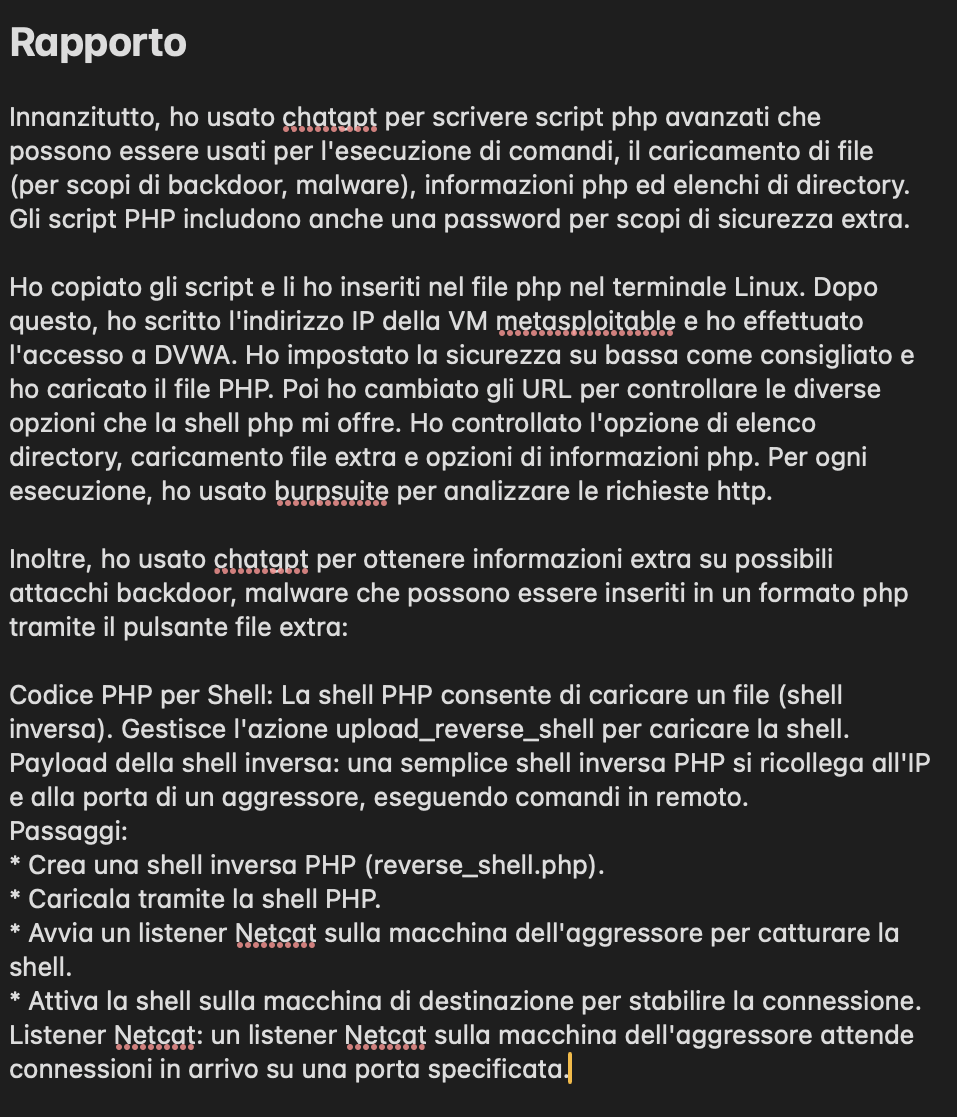 Rapporto
Innanzitutto, ho usato chatgpt per scrivere script php avanzati che
possono essere usati per l'esecuzione di comandi, il caricamento di file
(per scopi di backdoor, malware), informazioni php ed elenchi di directory.
Gli script PHP includono anche una password per scopi di sicurezza extra.
Ho copiato gli script e li ho inseriti nel file php nel terminale Linux. Dopo
questo, ho scritto l'indirizzo IP della VM metasploitable e ho effettuato
l'accesso a DVWA. Ho impostato la sicurezza su bassa come consigliato e
ho caricato il file PHP. Poi ho cambiato gli URL per controllare le diverse
opzioni che la shell php mi offre. Ho controllato l'opzione di elenco
directory, caricamento file extra e opzioni di informazioni php. Per ogni
esecuzione, ho usato burpsuite per analizzare le richieste http.
Inoltre, ho usato chatgpt per ottenere informazioni extra su possibili
attacchi backdoor, malware che possono essere inseriti in un formato php
tramite il pulsante file extra:
Codice PHP per Shell: La shell PHP consente di caricare un file (shell
inversa). Gestisce l'azione upload_reverse_shell per caricare la shell.
Payload della shell inversa: una semplice shell inversa PHP si ricollega all'IP
e alla porta di un aggressore, eseguendo comandi in remoto.
Passaggi:
* Crea una shell inversa PHP (reverse_shell.php).
* Caricala tramite la shell PHP.
* Avvia un listener Netcat sulla macchina dell'aggressore per catturare la
shell.
* Attiva la shell sulla macchina di destinazione per stabilire la connessione.
Listener Netcat: un listener Netcat sulla macchina dell'aggressore attende
connessioni in arrivo su una porta specificata.